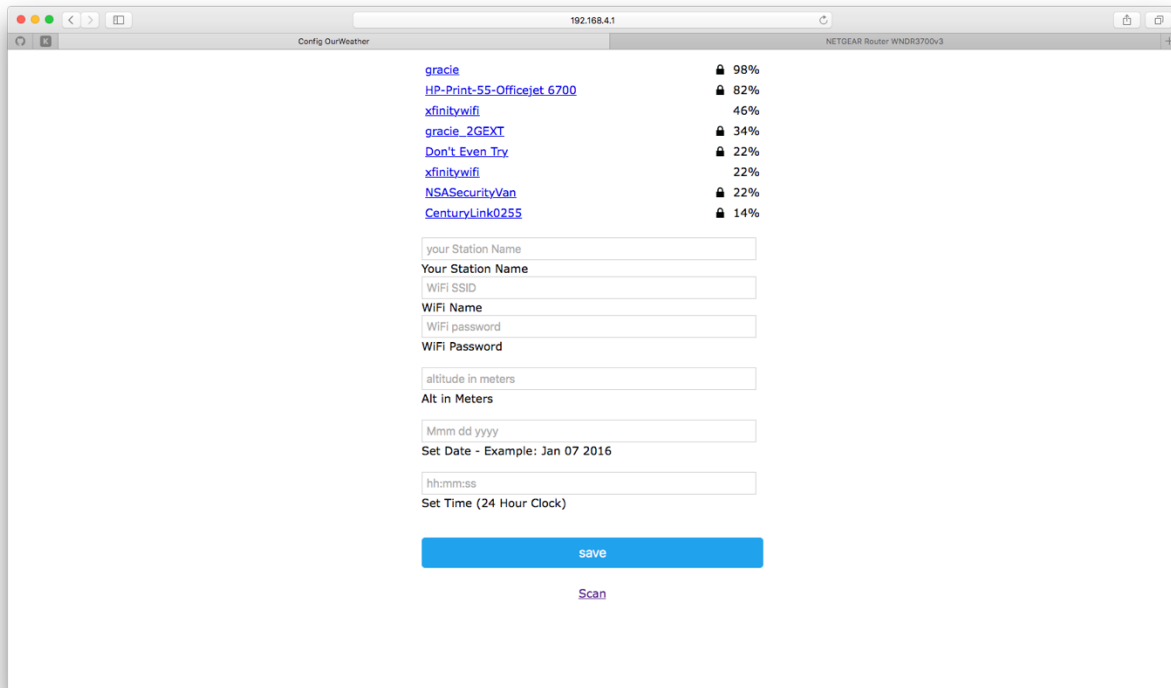 192.168.4.1
K
Config OurWeather
NETGEAR Router WNDR3700v3
gracie 98%
HP-Print-55-Officejet 6700 82%
xfinitywifi 46%
gracie_2GEXT 34%
Don't Even Try 22%
xfinitywifi 22%
NSASecurityVan 22%
CenturyLink0255 14%
your Station Name
Your Station Name
WiFi SSID
WiFi Name
WiFi password
WiFi Password
altitude in meters
Alt in Meters
Mmm dd yyyy
Set Date - Example: Jan 07 2016
hh:mm:ss
Set Time (24 Hour Clock)
save
Scan